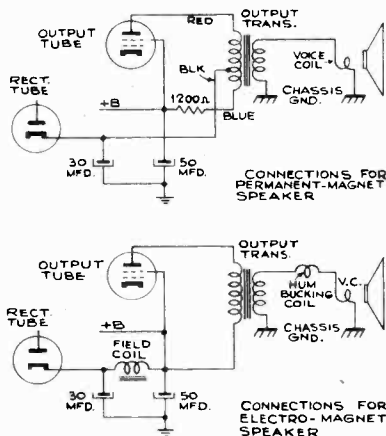 RED
OUTPUT
TRANS.
OUTPUT
TUBE
BLK
RECT.
TUBE
VOICE
COIL
+B
1200Ω
BLUE
CHASSIS
GND.
30
MFD.
50
MFD.
CONNECTIONS FOR
PERMANENT-MAGNET
SPEAKER
OUTPUT
TRANS.
OUTPUT
TUBE
HUM
BUCKING
COIL
V.C.
RECT.
TUBE
+B
FIELD
COIL
CHASSIS
GND.
30
MFD.
50
MFD.
CONNECTIONS FOR
ELECTRO-MAGNET
SPEAKER